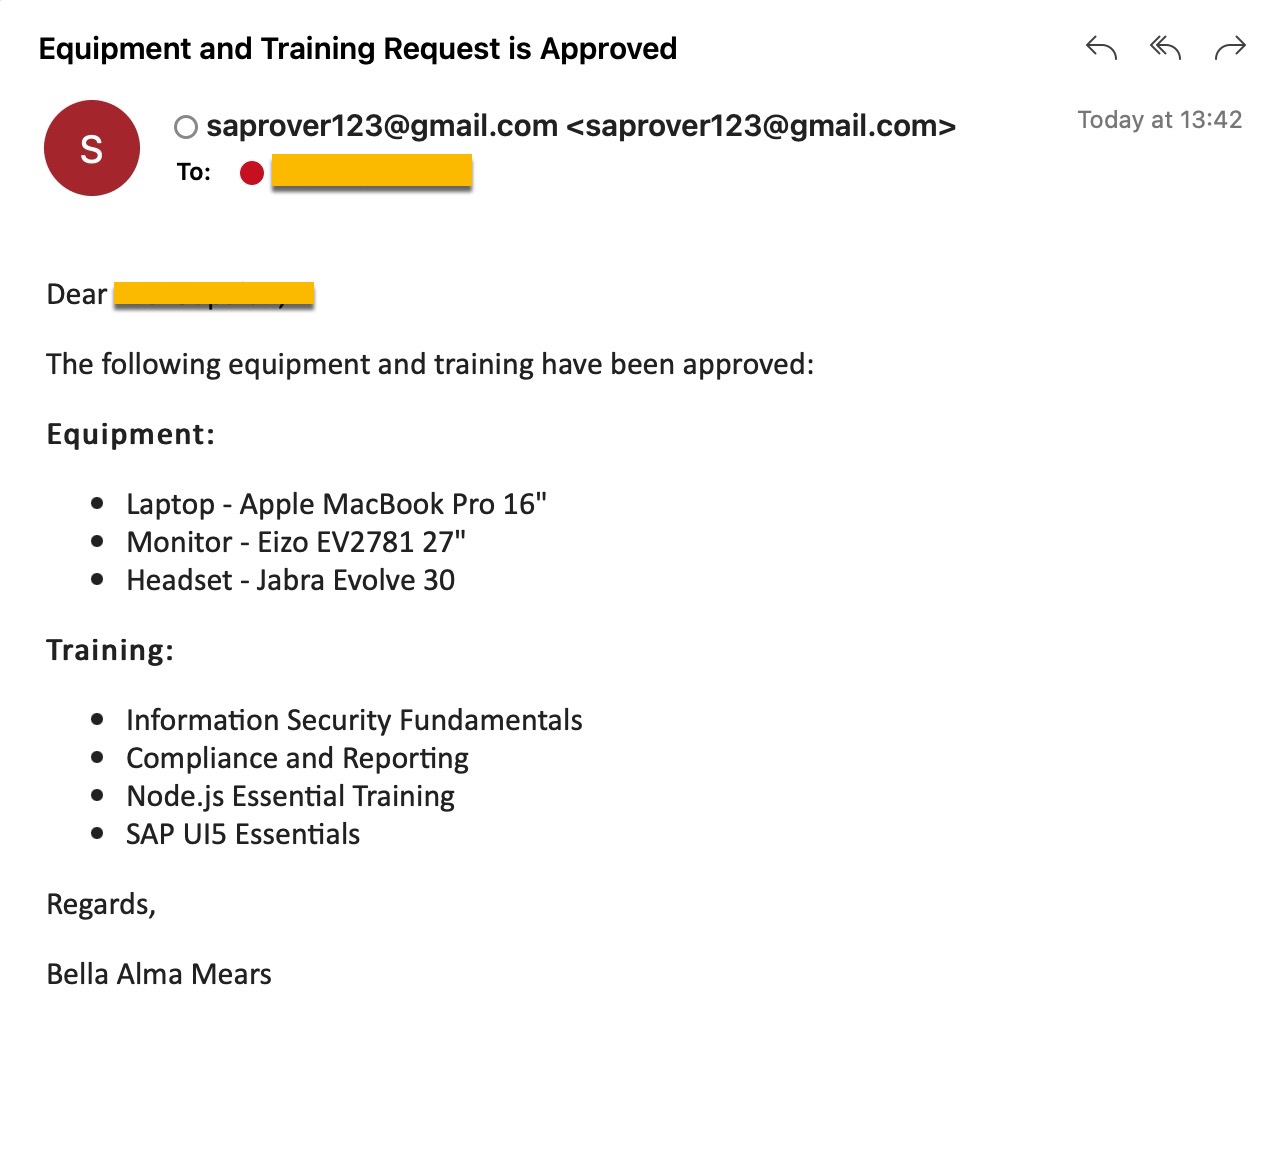 Equipment and Training Request is Approved
S
saprover123@gmail.com <saprover123@gmail.com>
Today at 13:42
To:
Dear
The following equipment and training have been approved:
Equipment:
• Laptop - Apple MacBook Pro 16"
• Monitor - Eizo EV2781 27"
• Headset - Jabra Evolve 30
Training:
• Information Security Fundamentals
• Compliance and Reporting
• Node.js Essential Training
• SAP UI5 Essentials
Regards,
Bella Alma Mears